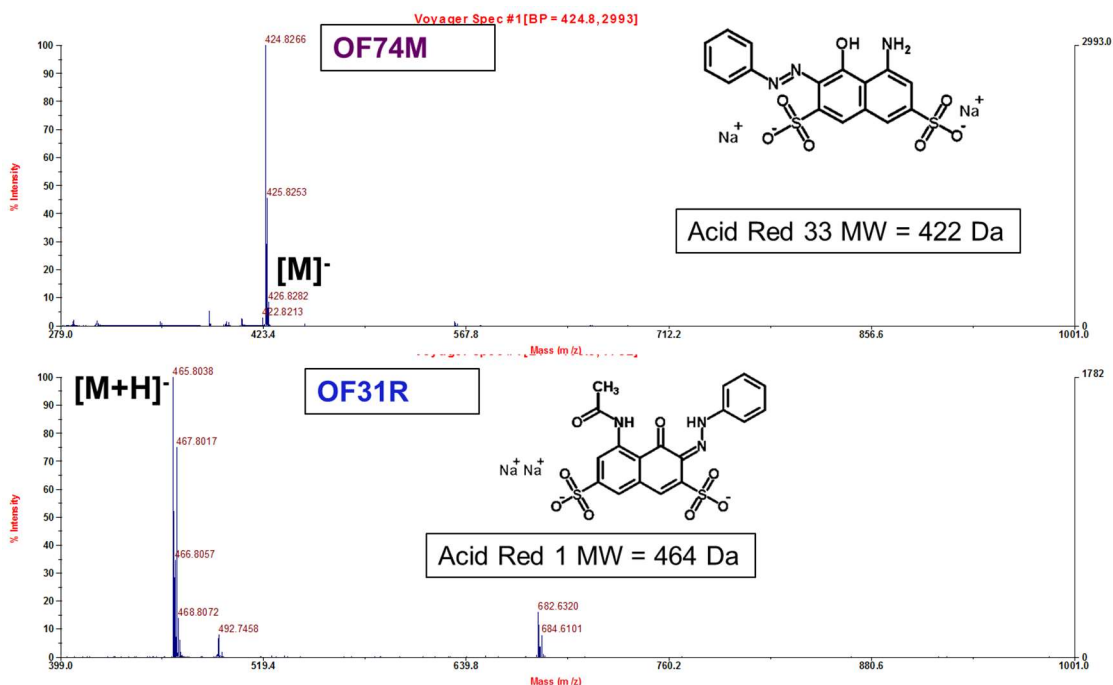 Voyager Spec #1[BP = 424.8, 2993]
OF74M
424.8266
425.8253
[M]-
426.8282
422.8213
100
90
80
70
60
50
40
30
20
10
0
% Intensity
279.0
423.4
567.8
712.2
856.6
1001.0
Mass (m/z)
2993.0
0
OH
NH2
N
N
S
O
O
O-
Na+
S
O
O
O-
Na+
Acid Red 33 MW = 422 Da
[M+H]-
OF31R
465.8038
467.8017
466.8057
468.8072
492.7458
682.6320
684.6101
100
90
80
70
60
50
40
30
20
10
0
% Intensity
399.0
519.4
639.8
760.2
880.6
1001.0
Mass (m/z)
1782
0
CH3
O
NH
O
HN
N
Na+ Na+
S
O
O
O-
S
O
O
O-
Acid Red 1 MW = 464 Da